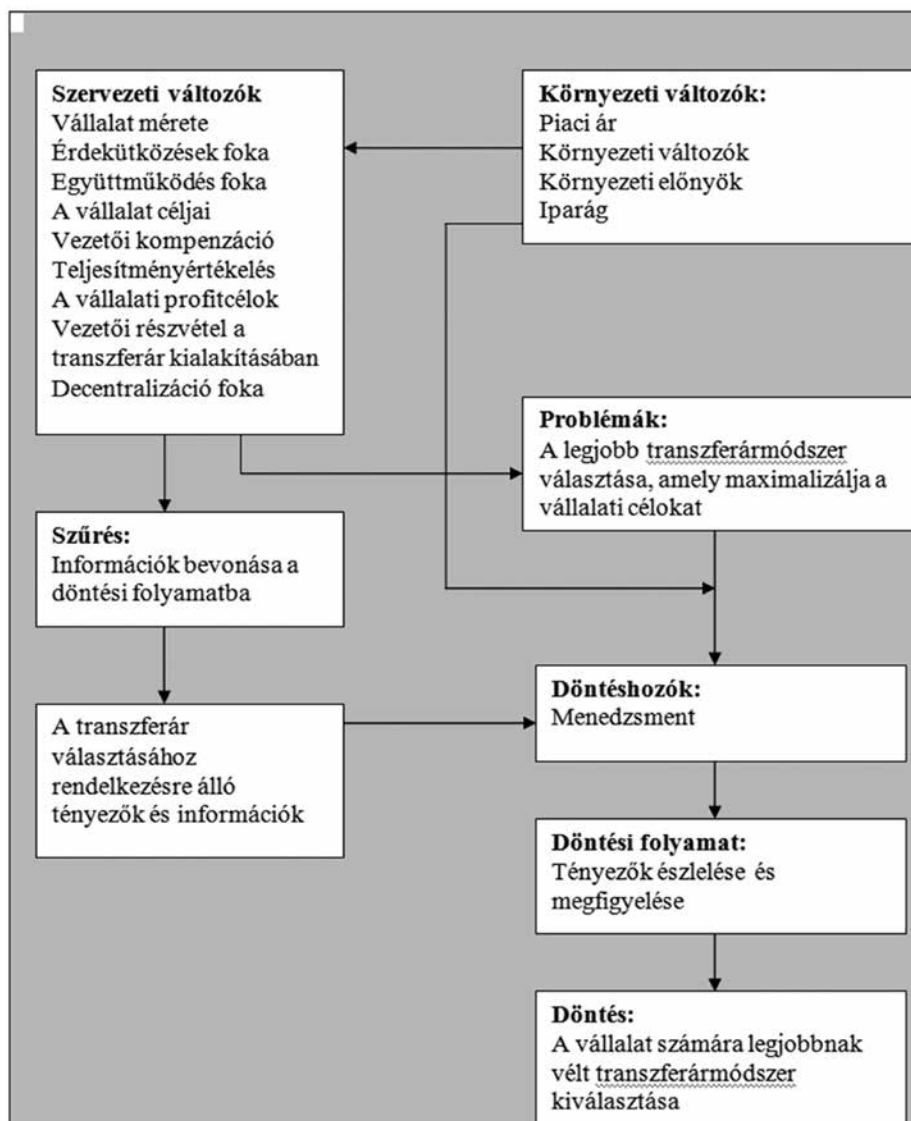 Szervezeti változók
Vállalat mérete
Érdekütközések foka
Együttműködés foka
A vállalat céljai
Vezetői kompenzáció
Teljesítményértékelés
A vállalati profitcélok
Vezetői részvétel a
transzferár kialakításában
Decentralizáció foka
Környezeti változók:
Piaci ár
Környezeti változók
Környezeti előnyök
Iparág
Problémák:
A legjobb transzferármódszer
választása, amely maximalizálja a
vállalati célokat
Szűrés:
Információk bevonása a
döntési folyamatba
A transzferár
választásához
rendelkezésre álló
tényezők és információk
Döntéshozók:
Menedzsment
Döntési folyamat:
Tényezők észlelése és
megfigyelése
Döntés:
A vállalat számára legjobbnak
vélt transzferármódszer
kiválasztása